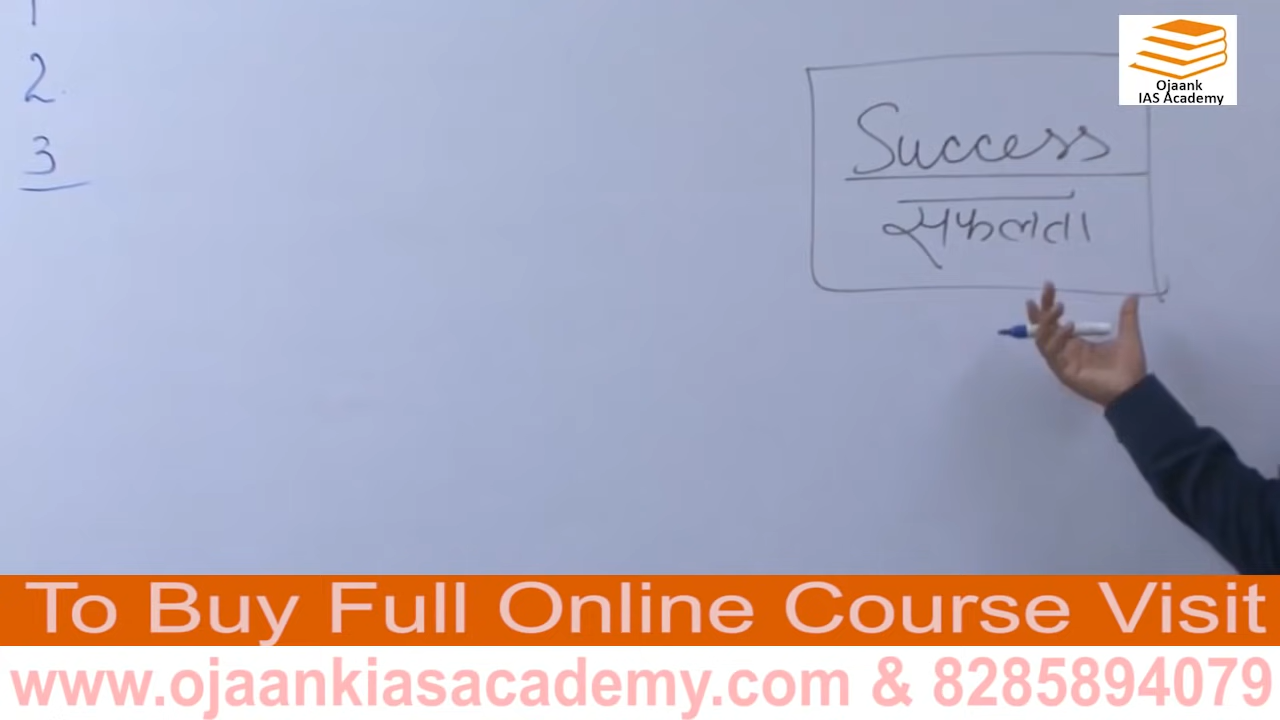 1
2
3
Ojaank
IAS Academy
Success
सफलता
To Buy Full Online Course Visit
www.ojaankiasacademy.com & 8285894079